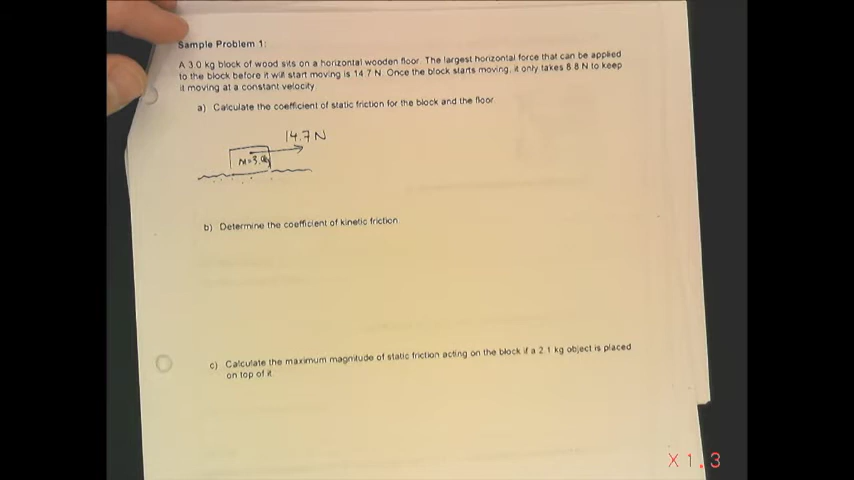 Sample Problem 1:
A 3.0 kg block of wood sits on a horizontal wooden floor. The largest horizontal force that can be applied
to the block before it will start moving is 14.7 N. Once the block starts moving, it only takes 8.8 N to keep
it moving at a constant velocity.
a) Calculate the coefficient of static friction for the block and the floor.
14.7 N
m=3.0kg
b) Determine the coefficient of kinetic friction.
c) Calculate the maximum magnitude of static friction acting on the block if a 2.1 kg object is placed
on top of it.
X 1.3